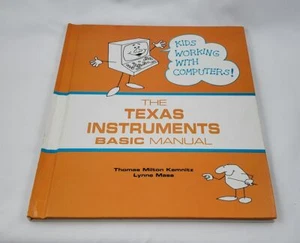 KIDS
WORKING
WITH
COMPUTERS!
THE
TEXAS
INSTRUMENTS
BASIC MANUAL
Thomas Milton Kemnitz
Lynne Mass